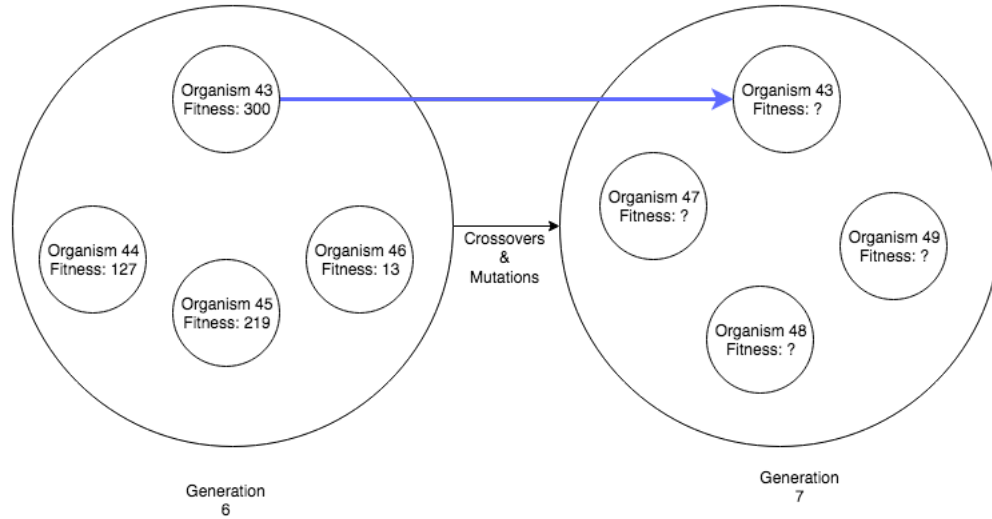 Organism 43
Fitness: 300
Organism 44
Fitness: 127
Organism 45
Fitness: 219
Organism 46
Fitness: 13
Generation
6
Crossovers
&
Mutations
Organism 43
Fitness: ?
Organism 47
Fitness: ?
Organism 49
Fitness: ?
Organism 48
Fitness: ?
Generation
7